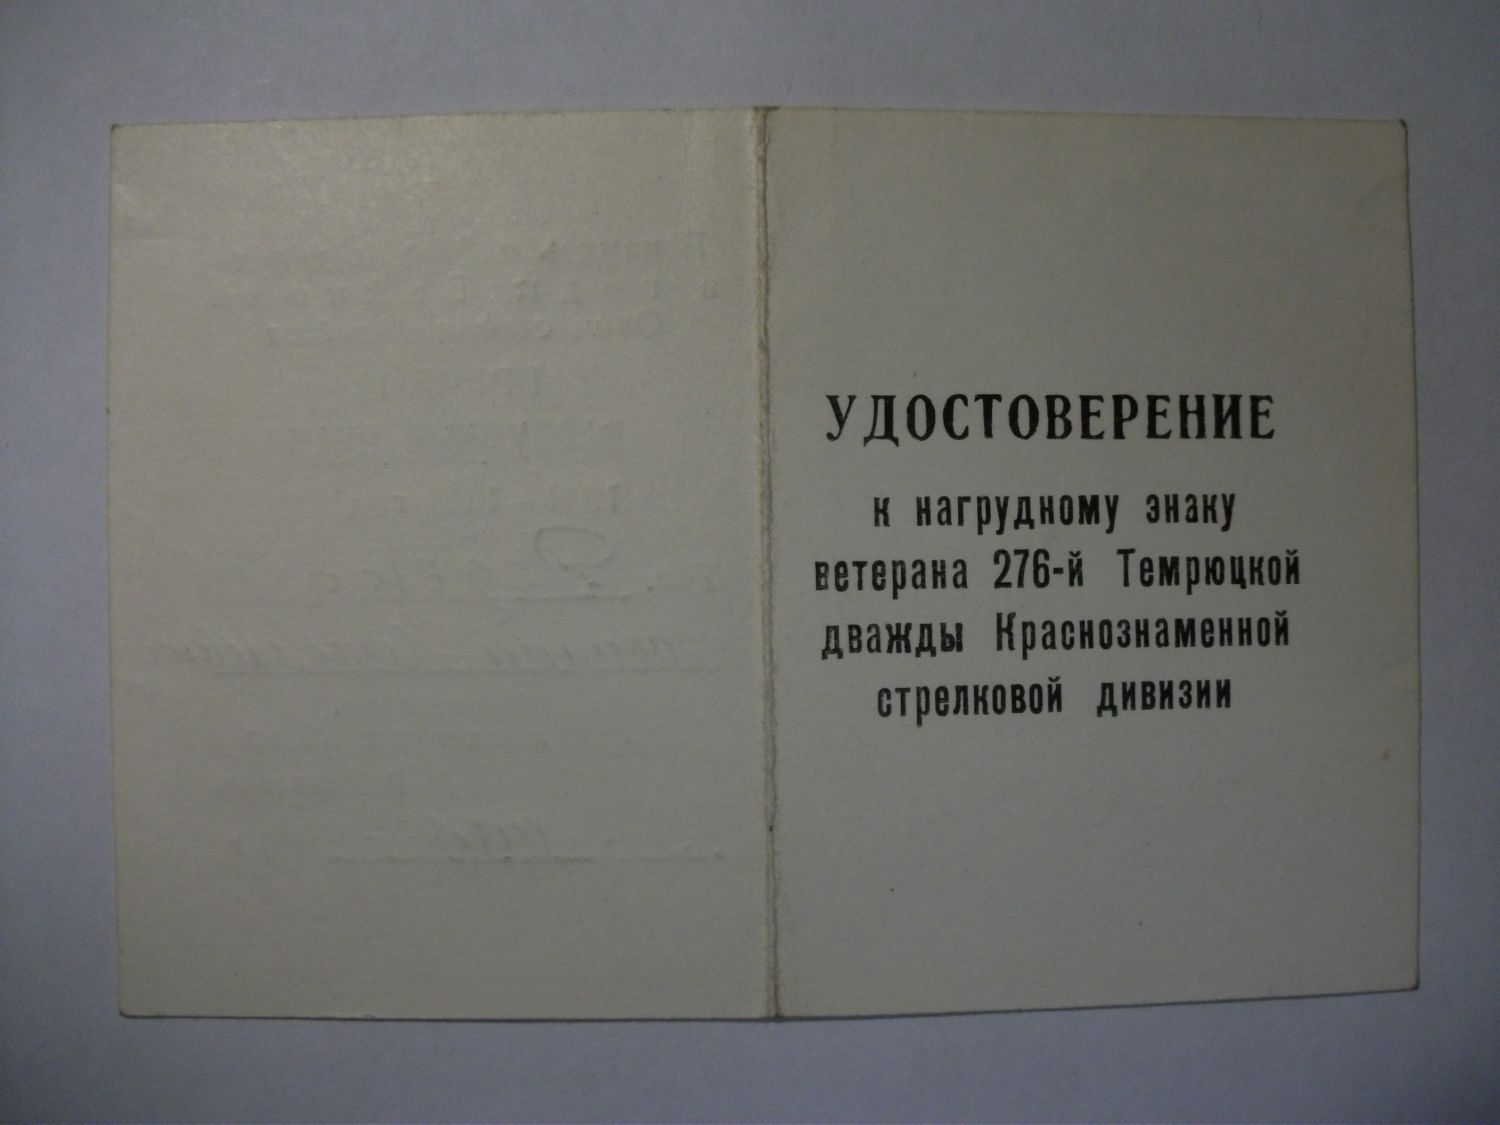 УДОСТОВЕРЕНИЕ
к нагрудному знаку
ветерана 276-й Темрюцкой
дважды Краснознаменной
стрелковой дивизии